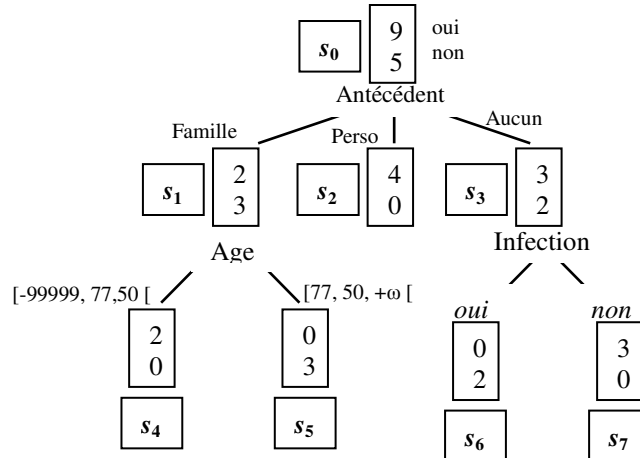 s0 9 oui
5 non
Antécédent
Famille Perso Aucun
s1 2 s2 4 s3 3
3 0 2
Age Infection
[-99999, 77,50 [ [77, 50, +ω [
oui non
2 0 0 3
0 3 2 0
s4 s5 s6 s7